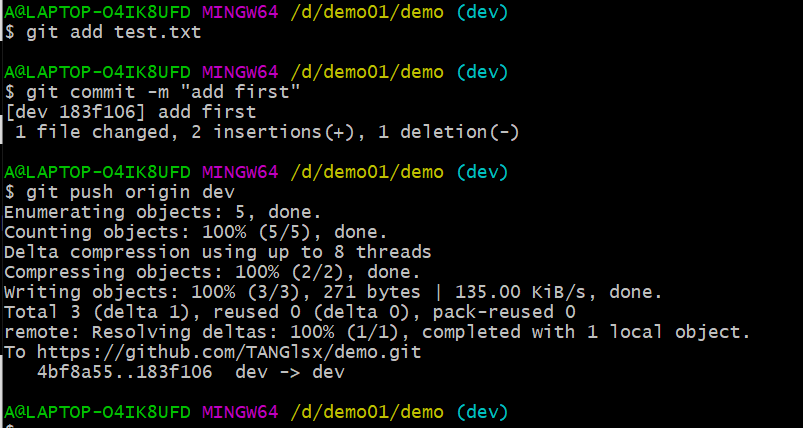 A@LAPTOP-O4IK8UFD MINGW64 /d/demo01/demo (dev)
$ git add test.txt
A@LAPTOP-O4IK8UFD MINGW64 /d/demo01/demo (dev)
$ git commit -m "add first"
[dev 183f106] add first
 1 file changed, 2 insertions(+), 1 deletion(-)
A@LAPTOP-O4IK8UFD MINGW64 /d/demo01/demo (dev)
$ git push origin dev
Enumerating objects: 5, done.
Counting objects: 100% (5/5), done.
Delta compression using up to 8 threads
Compressing objects: 100% (2/2), done.
Writing objects: 100% (3/3), 271 bytes | 135.00 KiB/s, done.
Total 3 (delta 1), reused 0 (delta 0), pack-reused 0
remote: Resolving deltas: 100% (1/1), completed with 1 local object.
To https://github.com/TANGlsx/demo.git
   4bf8a55..183f106  dev -> dev
A@LAPTOP-O4IK8UFD MINGW64 /d/demo01/demo (dev)
$